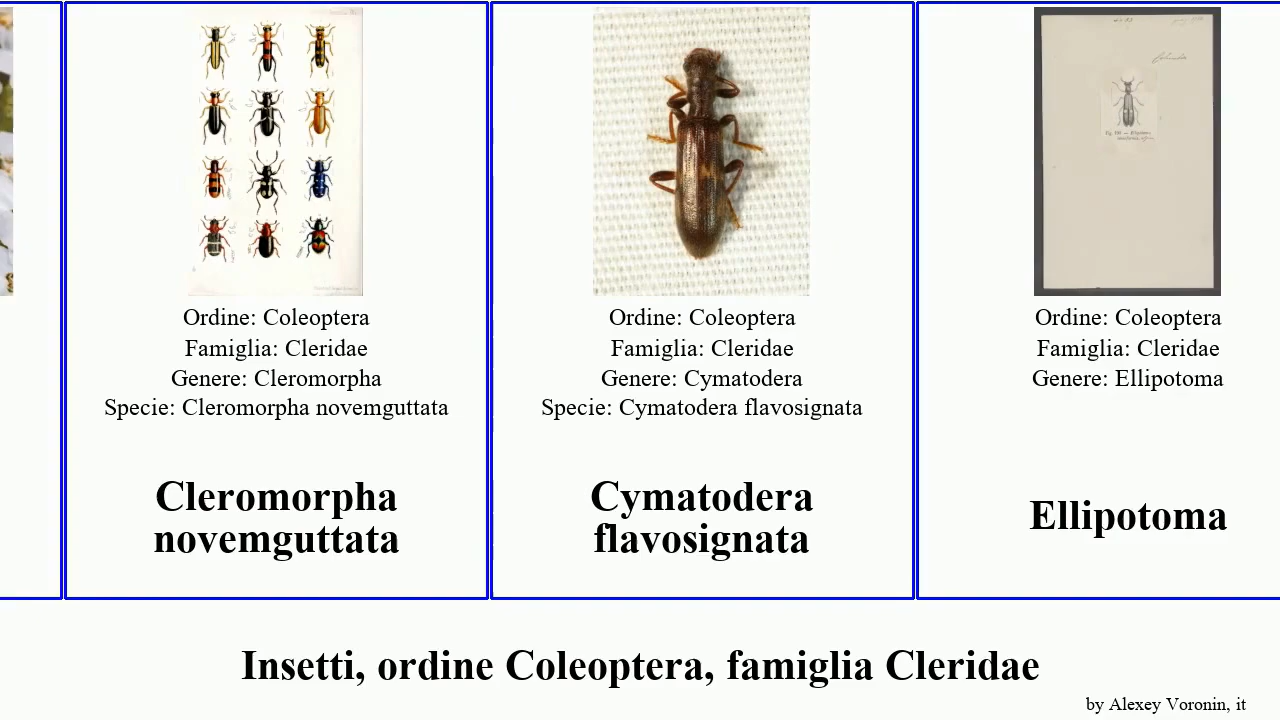 Ordine: Coleoptera
Famiglia: Cleridae
Genere: Cleromorpha
Specie: Cleromorpha novemguttata
Cleromorpha
novemguttata
Ordine: Coleoptera
Famiglia: Cleridae
Genere: Cymatodera
Specie: Cymatodera flavosignata
Cymatodera
flavosignata
Ordine: Coleoptera
Famiglia: Cleridae
Genere: Ellipotoma
Ellipotoma
Insetti, ordine Coleoptera, famiglia Cleridae
by Alexey Voronin, it